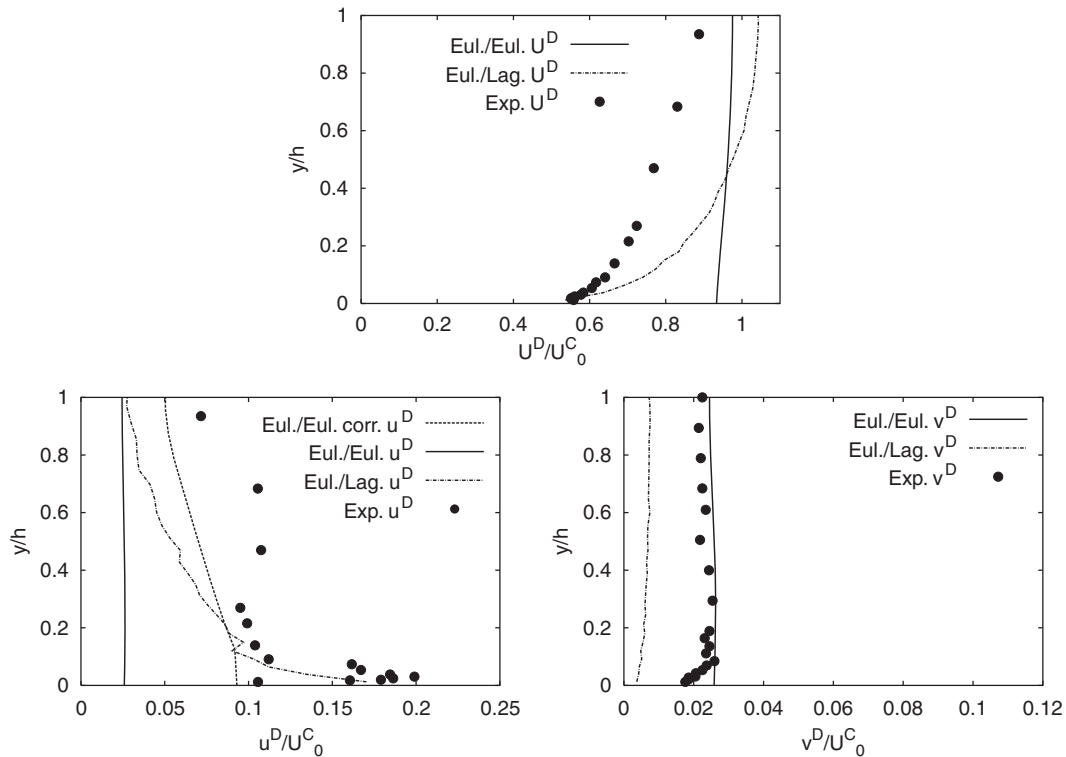 1
0.8
0.6
0.4
0.2
0
y/h
Eul./Eul. U^D
Eul./Lag. U^D
Exp. U^D
0 0.2 0.4 0.6 0.8 1
U^D/U^C_0
1
0.8
0.6
0.4
0.2
0
y/h
Eul./Eul. corr. u^D
Eul./Eul. u^D
Eul./Lag. u^D
Exp. u^D
0 0.05 0.1 0.15 0.2 0.25
u^D/U^C_0
1
0.8
0.6
0.4
0.2
0
y/h
Eul./Eul. v^D
Eul./Lag. v^D
Exp. v^D
0 0.02 0.04 0.06 0.08 0.1 0.12
v^D/U^C_0